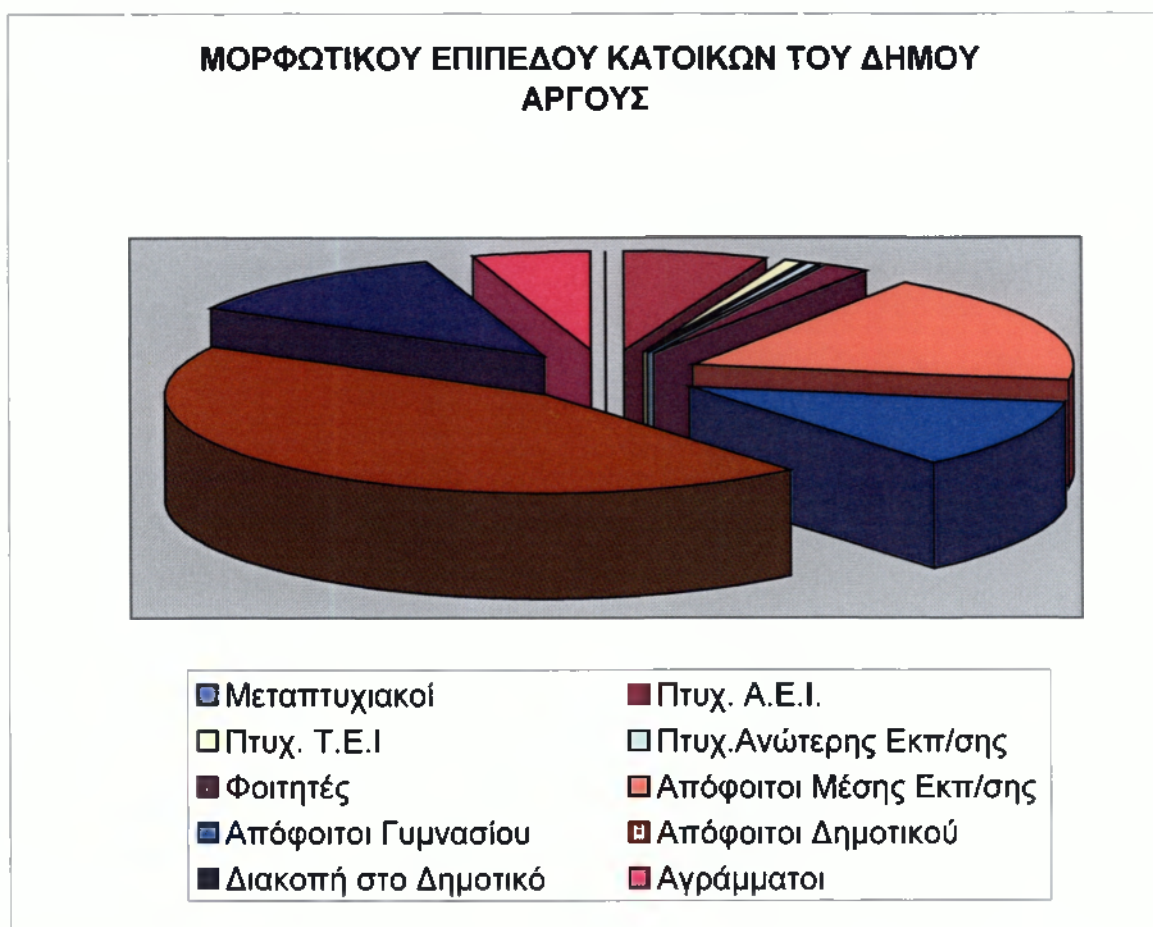 ΜΟΡΦΩΤΙΚΟΥ ΕΠΙΠΕΔΟΥ ΚΑΤΟΙΚΩΝ ΤΟΥ ΔΗΜΟΥ
ΑΡΓΟΥΣ
Μεταπτυχιακοί
Πτυχ. Α.Ε.Ι.
Πτυχ. Τ.Ε.Ι
Πτυχ.Ανώτερης Εκπ/σης
Φοιτητές
Απόφοιτοι Μέσης Εκπ/σης
Απόφοιτοι Γυμνασίου
Απόφοιτοι Δημοτικού
Διακοπή στο Δημοτικό
Αγράμματοι